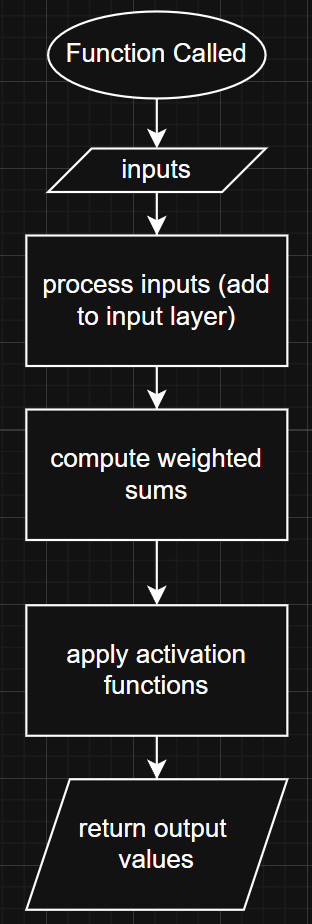 Function Called
inputs
process inputs (add
to input layer)
compute weighted
sums
apply activation
functions
return output
values